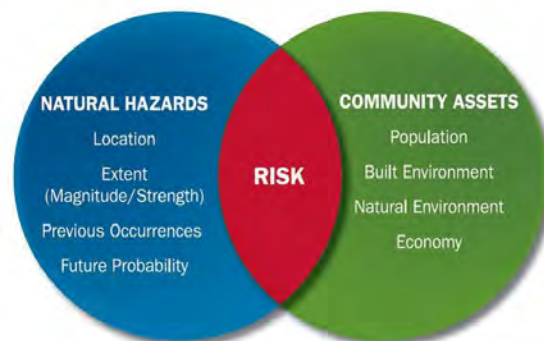 NATURAL HAZARDS
Location
Extent
(Magnitude/Strength)
Previous Occurrences
Future Probability
RISK
COMMUNITY ASSETS
Population
Built Environment
Natural Environment
Economy